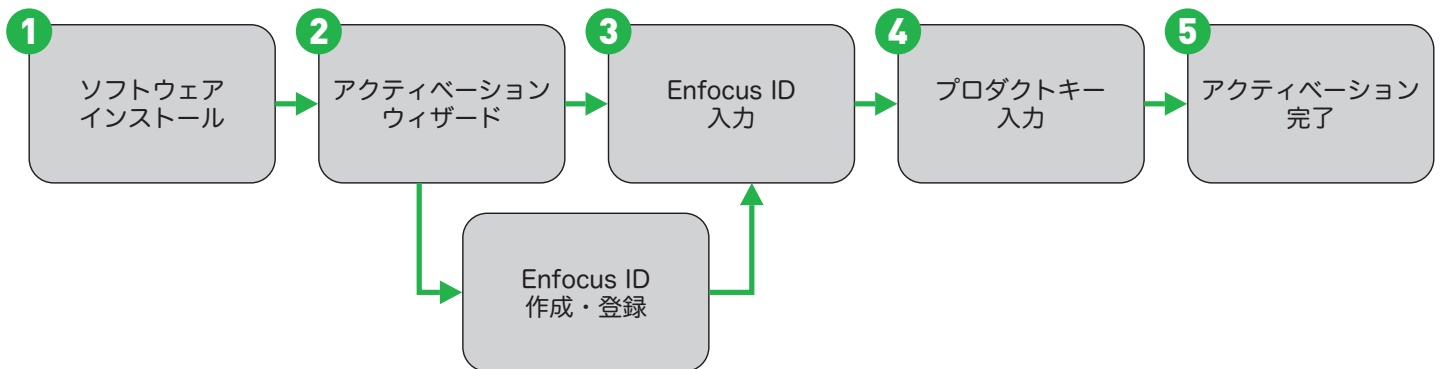 1
ソフトウェア
インストール
2
アクティベーション
ウィザード
3
Enfocus ID
入力
4
プロダクトキー
入力
5
アクティベーション
完了
Enfocus ID
作成・登録